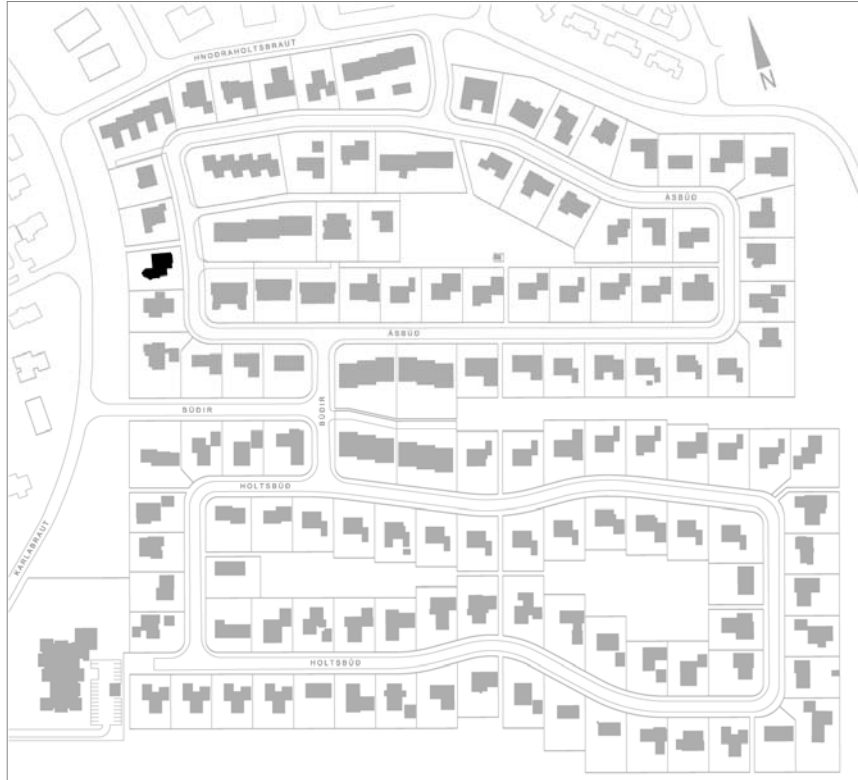 HNOÐRAHOLTSBRAUT
N
ÁSBÚÐ
ÁSBÚÐ
BÚÐIR
BÚÐIR
HOLTSBÚÐ
KARLABRAUT
HOLTSBÚÐ